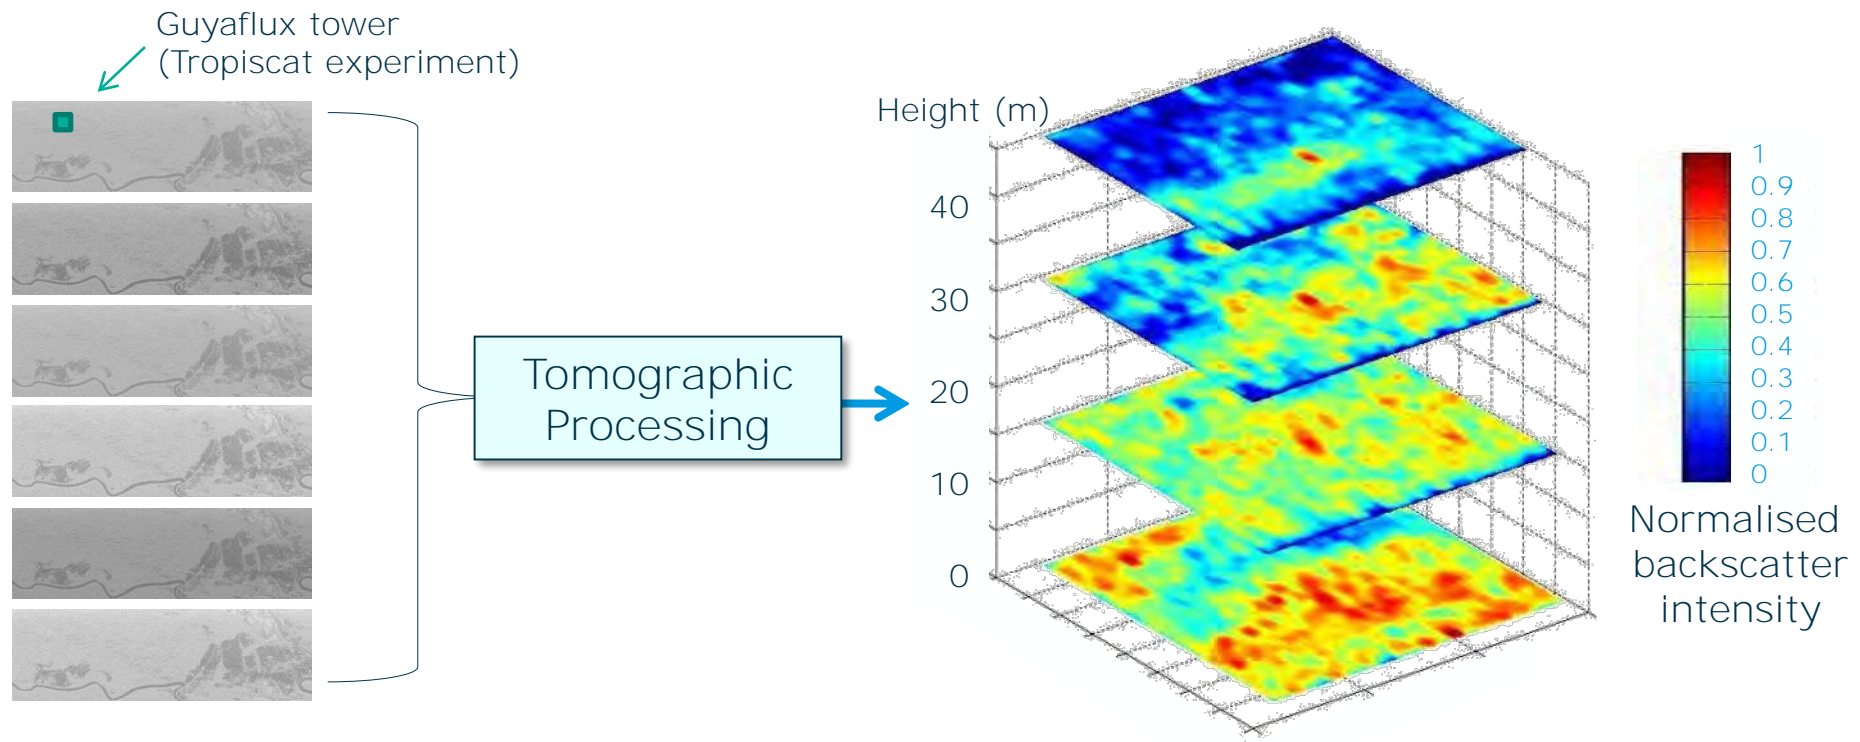 Guyaflux tower
(Tropiscat experiment)
Tomographic
Processing
Height (m)
40
30
20
10
0
1
0.9
0.8
0.7
0.6
0.5
0.4
0.3
0.2
0.1
0
Normalised
backscatter
intensity